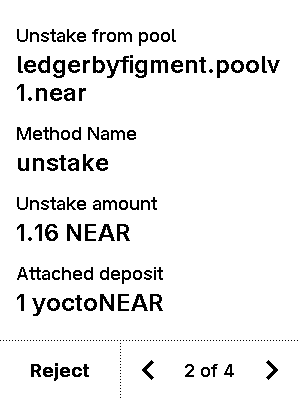 Unstake from pool
ledgerbyfigment.poolv
1.near
Method Name
unstake
Unstake amount
1.16 NEAR
Attached deposit
1 yoctoNEAR
Reject
2 of 4